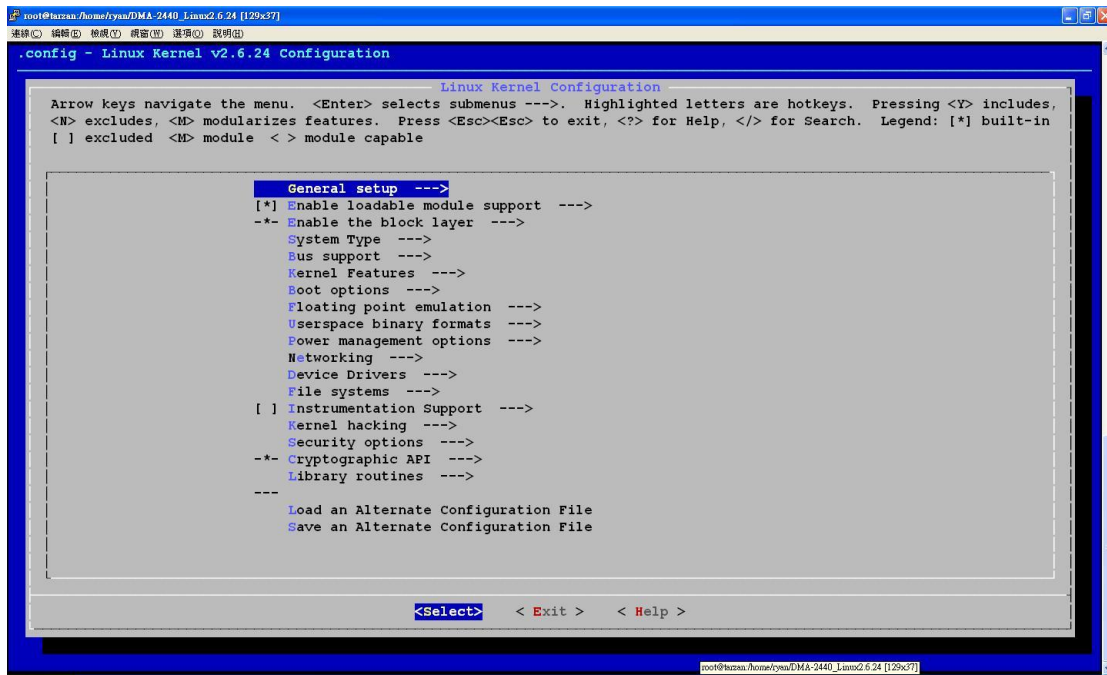 root@tarzan:/home/ryan/DMA-2440_Linux2.6.24 [129x37]
連線(C) 編輯(E) 檢視(V) 視窗(W) 選項(O) 說明(H)
.config - Linux Kernel v2.6.24 Configuration
Linux Kernel Configuration
Arrow keys navigate the menu.  <Enter> selects submenus --->.  Highlighted letters are hotkeys.  Pressing <Y> includes,
<N> excludes, <M> modularizes features.  Press <Esc><Esc> to exit, <?> for Help, </> for Search.  Legend: [*] built-in
[ ] excluded  <M> module  < > module capable
General setup  --->
[*] Enable loadable module support  --->
-*- Enable the block layer  --->
System Type  --->
Bus support  --->
Kernel Features  --->
Boot options  --->
Floating point emulation  --->
Userspace binary formats  --->
Power management options  --->
Networking  --->
Device Drivers  --->
File systems  --->
[ ] Instrumentation Support  --->
Kernel hacking  --->
Security options  --->
-*- Cryptographic API  --->
Library routines  --->
---
Load an Alternate Configuration File
Save an Alternate Configuration File
<Select>    < Exit >    < Help >
root@tarzan:/home/ryan/DMA-2440_Linux2.6.24 [129x37]